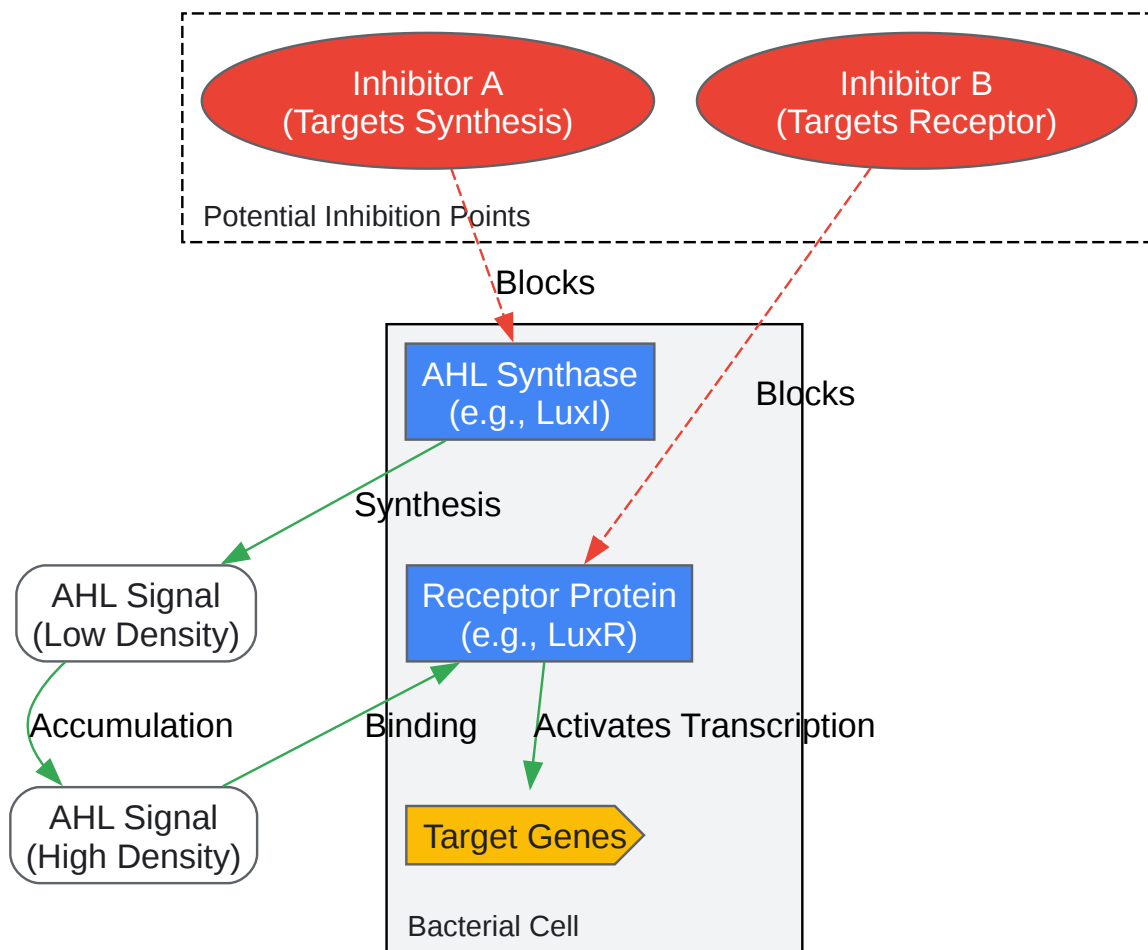 Inhibitor A
(Targets Synthesis)
Inhibitor B
(Targets Receptor)
Potential Inhibition Points
Blocks
AHL Synthase
(e.g., LuxI)
Blocks
Synthesis
AHL Signal
(Low Density)
Receptor Protein
(e.g., LuxR)
Accumulation
Binding
Activates Transcription
AHL Signal
(High Density)
Target Genes
Bacterial Cell